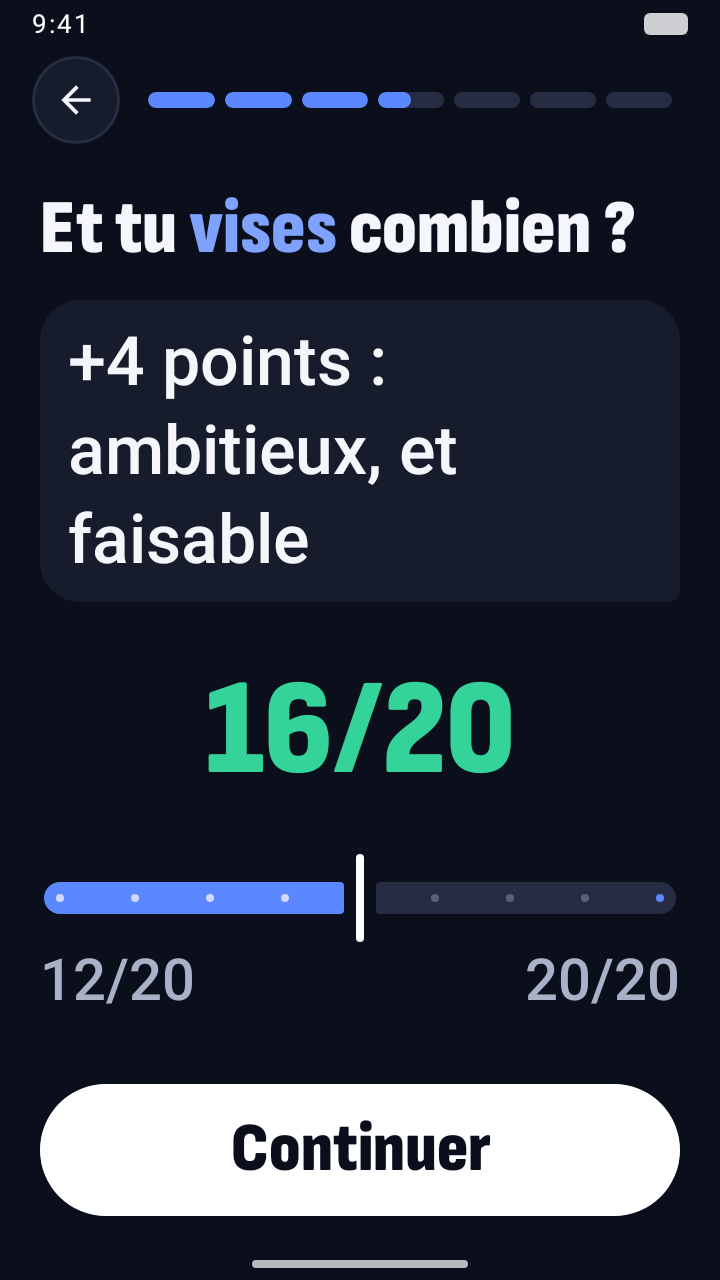 9:41
Et tu vises combien ?
+4 points :
ambitieux, et
faisable
16/20
12/20
20/20
Continuer